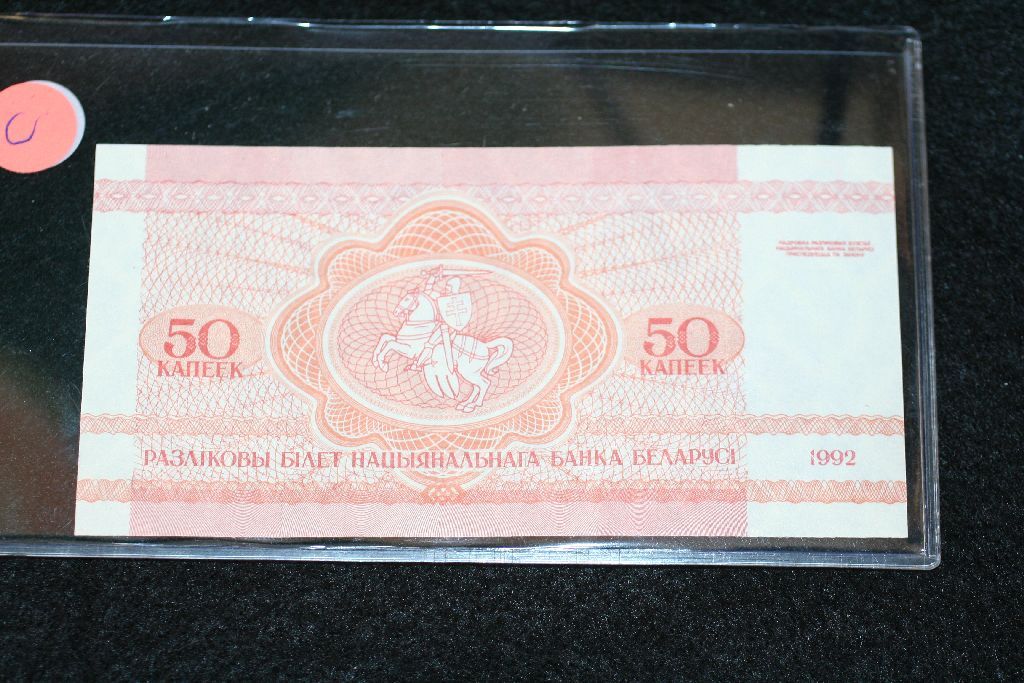 50
КАПЕЕК
50
КАПЕЕК
РАЗЛІКОВЫ БІЛЕТ НАЦЫЯНАЛЬНАГА БАНКА БЕЛАРУСІ
1992